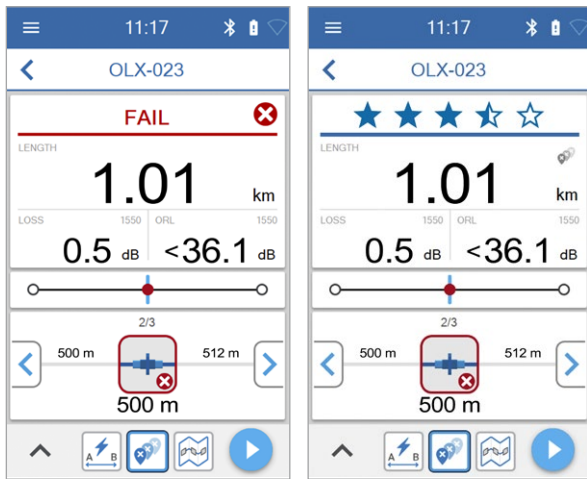 11:17
OLX-023
FAIL
LENGTH
1.01 km
LOSS 1550 ORL 1550
0.5 dB <36.1 dB
2/3
500 m 512 m
500 m
A B
11:17
OLX-023
LENGTH
1.01 km
LOSS 1550 ORL 1550
0.5 dB <36.1 dB
2/3
500 m 512 m
500 m
A B